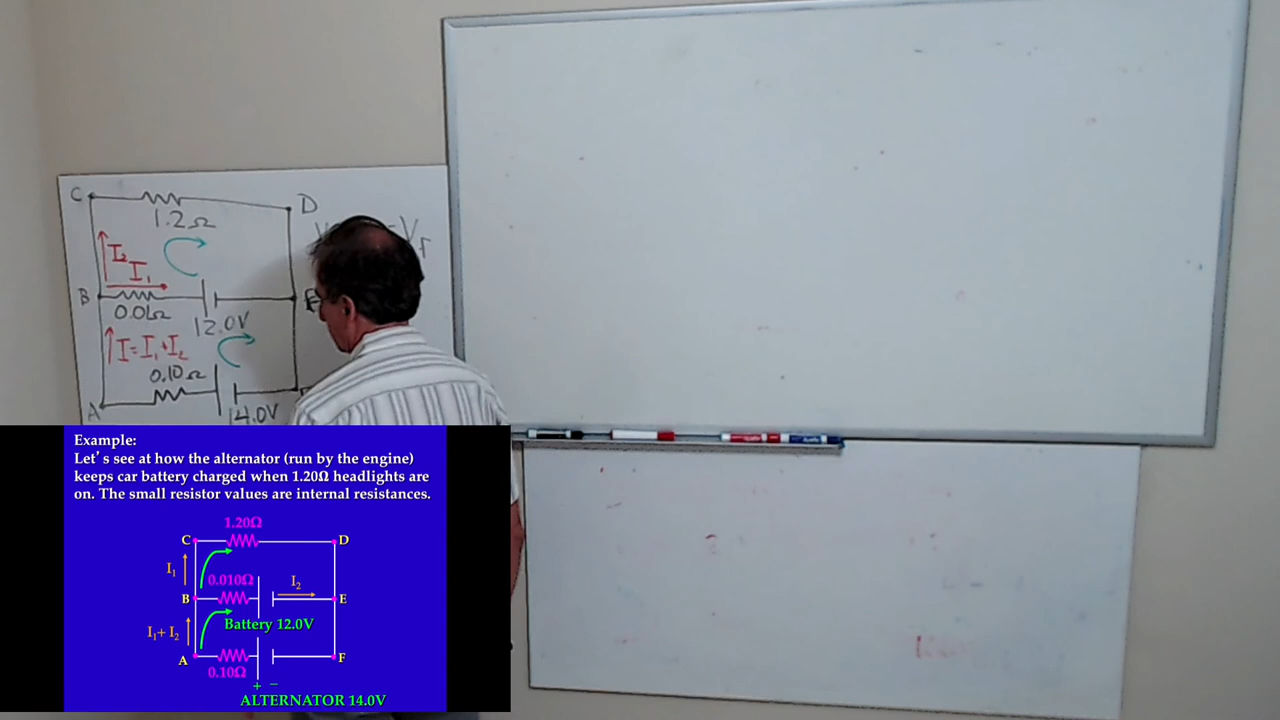 C
D
1.2Ω
I₂
I₁
B
0.01Ω
12.0V
I=I₁+I₂
0.10Ω
A
14.0V
Example:
Let's see at how the alternator (run by the engine)
keeps car battery charged when 1.20Ω headlights are
on. The small resistor values are internal resistances.
1.20Ω
C
D
I₁
0.010Ω
I₂
B
E
Battery 12.0V
I₁+ I₂
A
F
0.10Ω
+ −
ALTERNATOR 14.0V